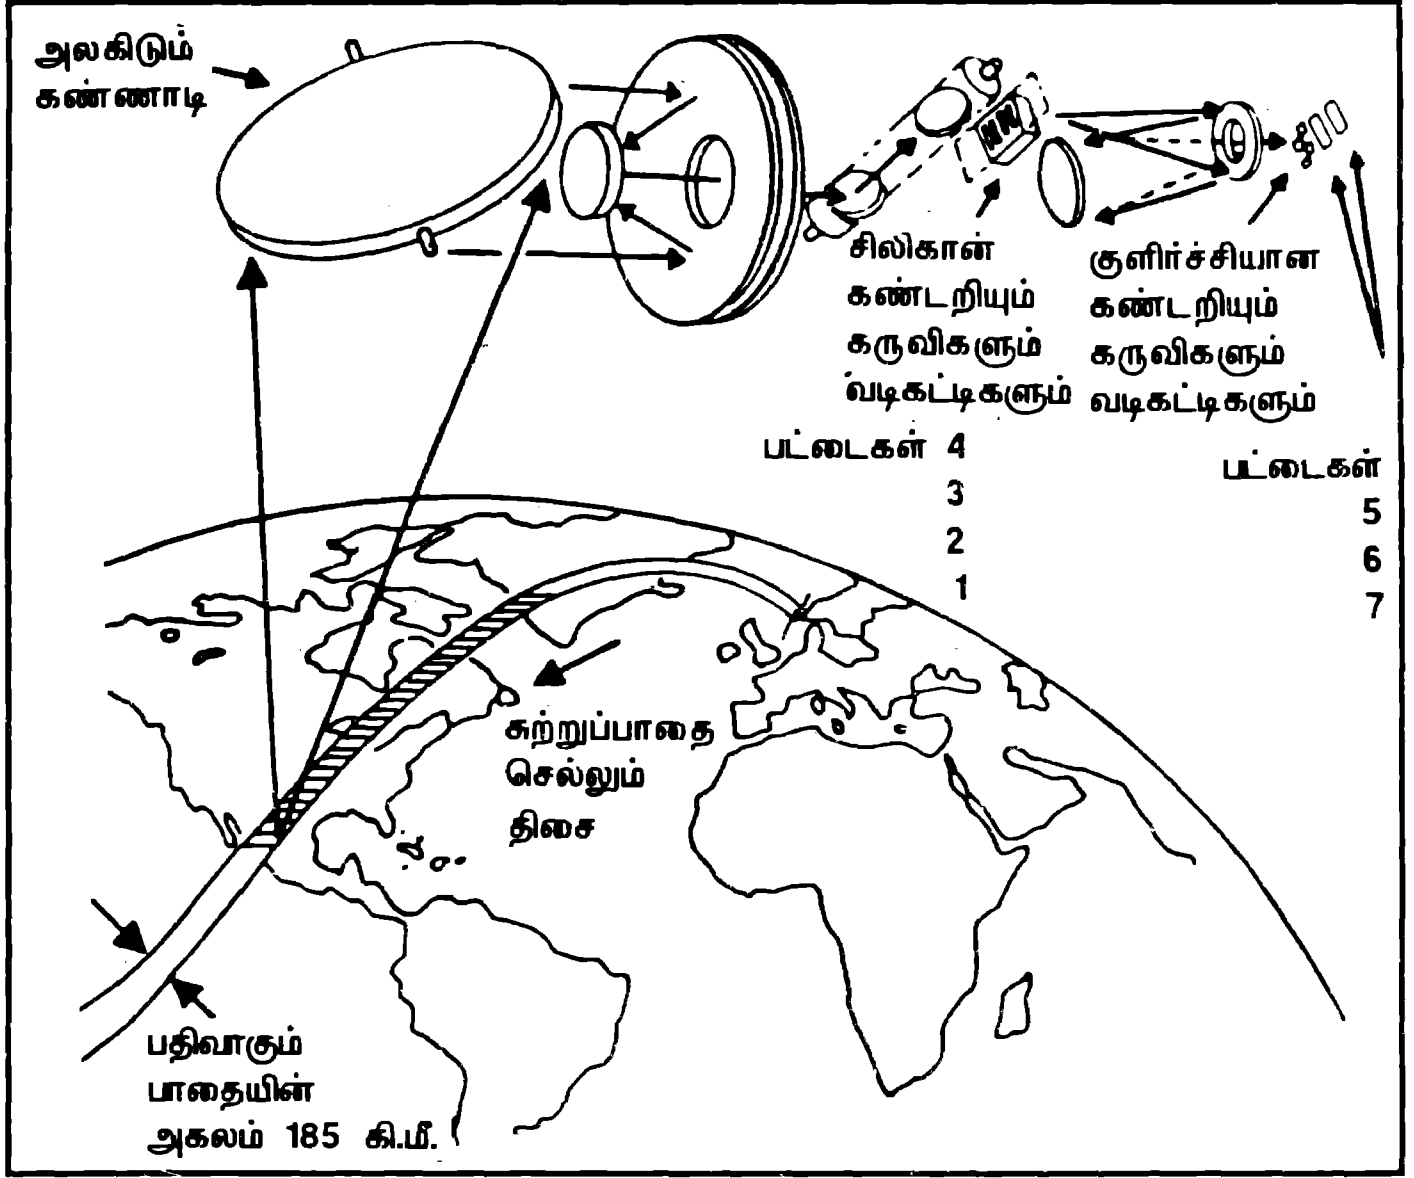 அலகிடும்
கண்ணாடி
சிலிகான்
கண்டறியும்
கருவிகளும்
வடிகட்டிகளும்
பட்டைகள் 4
3
2
1
குளிர்ச்சியான
கண்டறியும்
கருவிகளும்
வடிகட்டிகளும்
பட்டைகள்
5
6
7
சுற்றுப்பாதை
செல்லும்
திசை
பதிவாகும்
பாதையின்
அகலம் 185 கி.மீ.